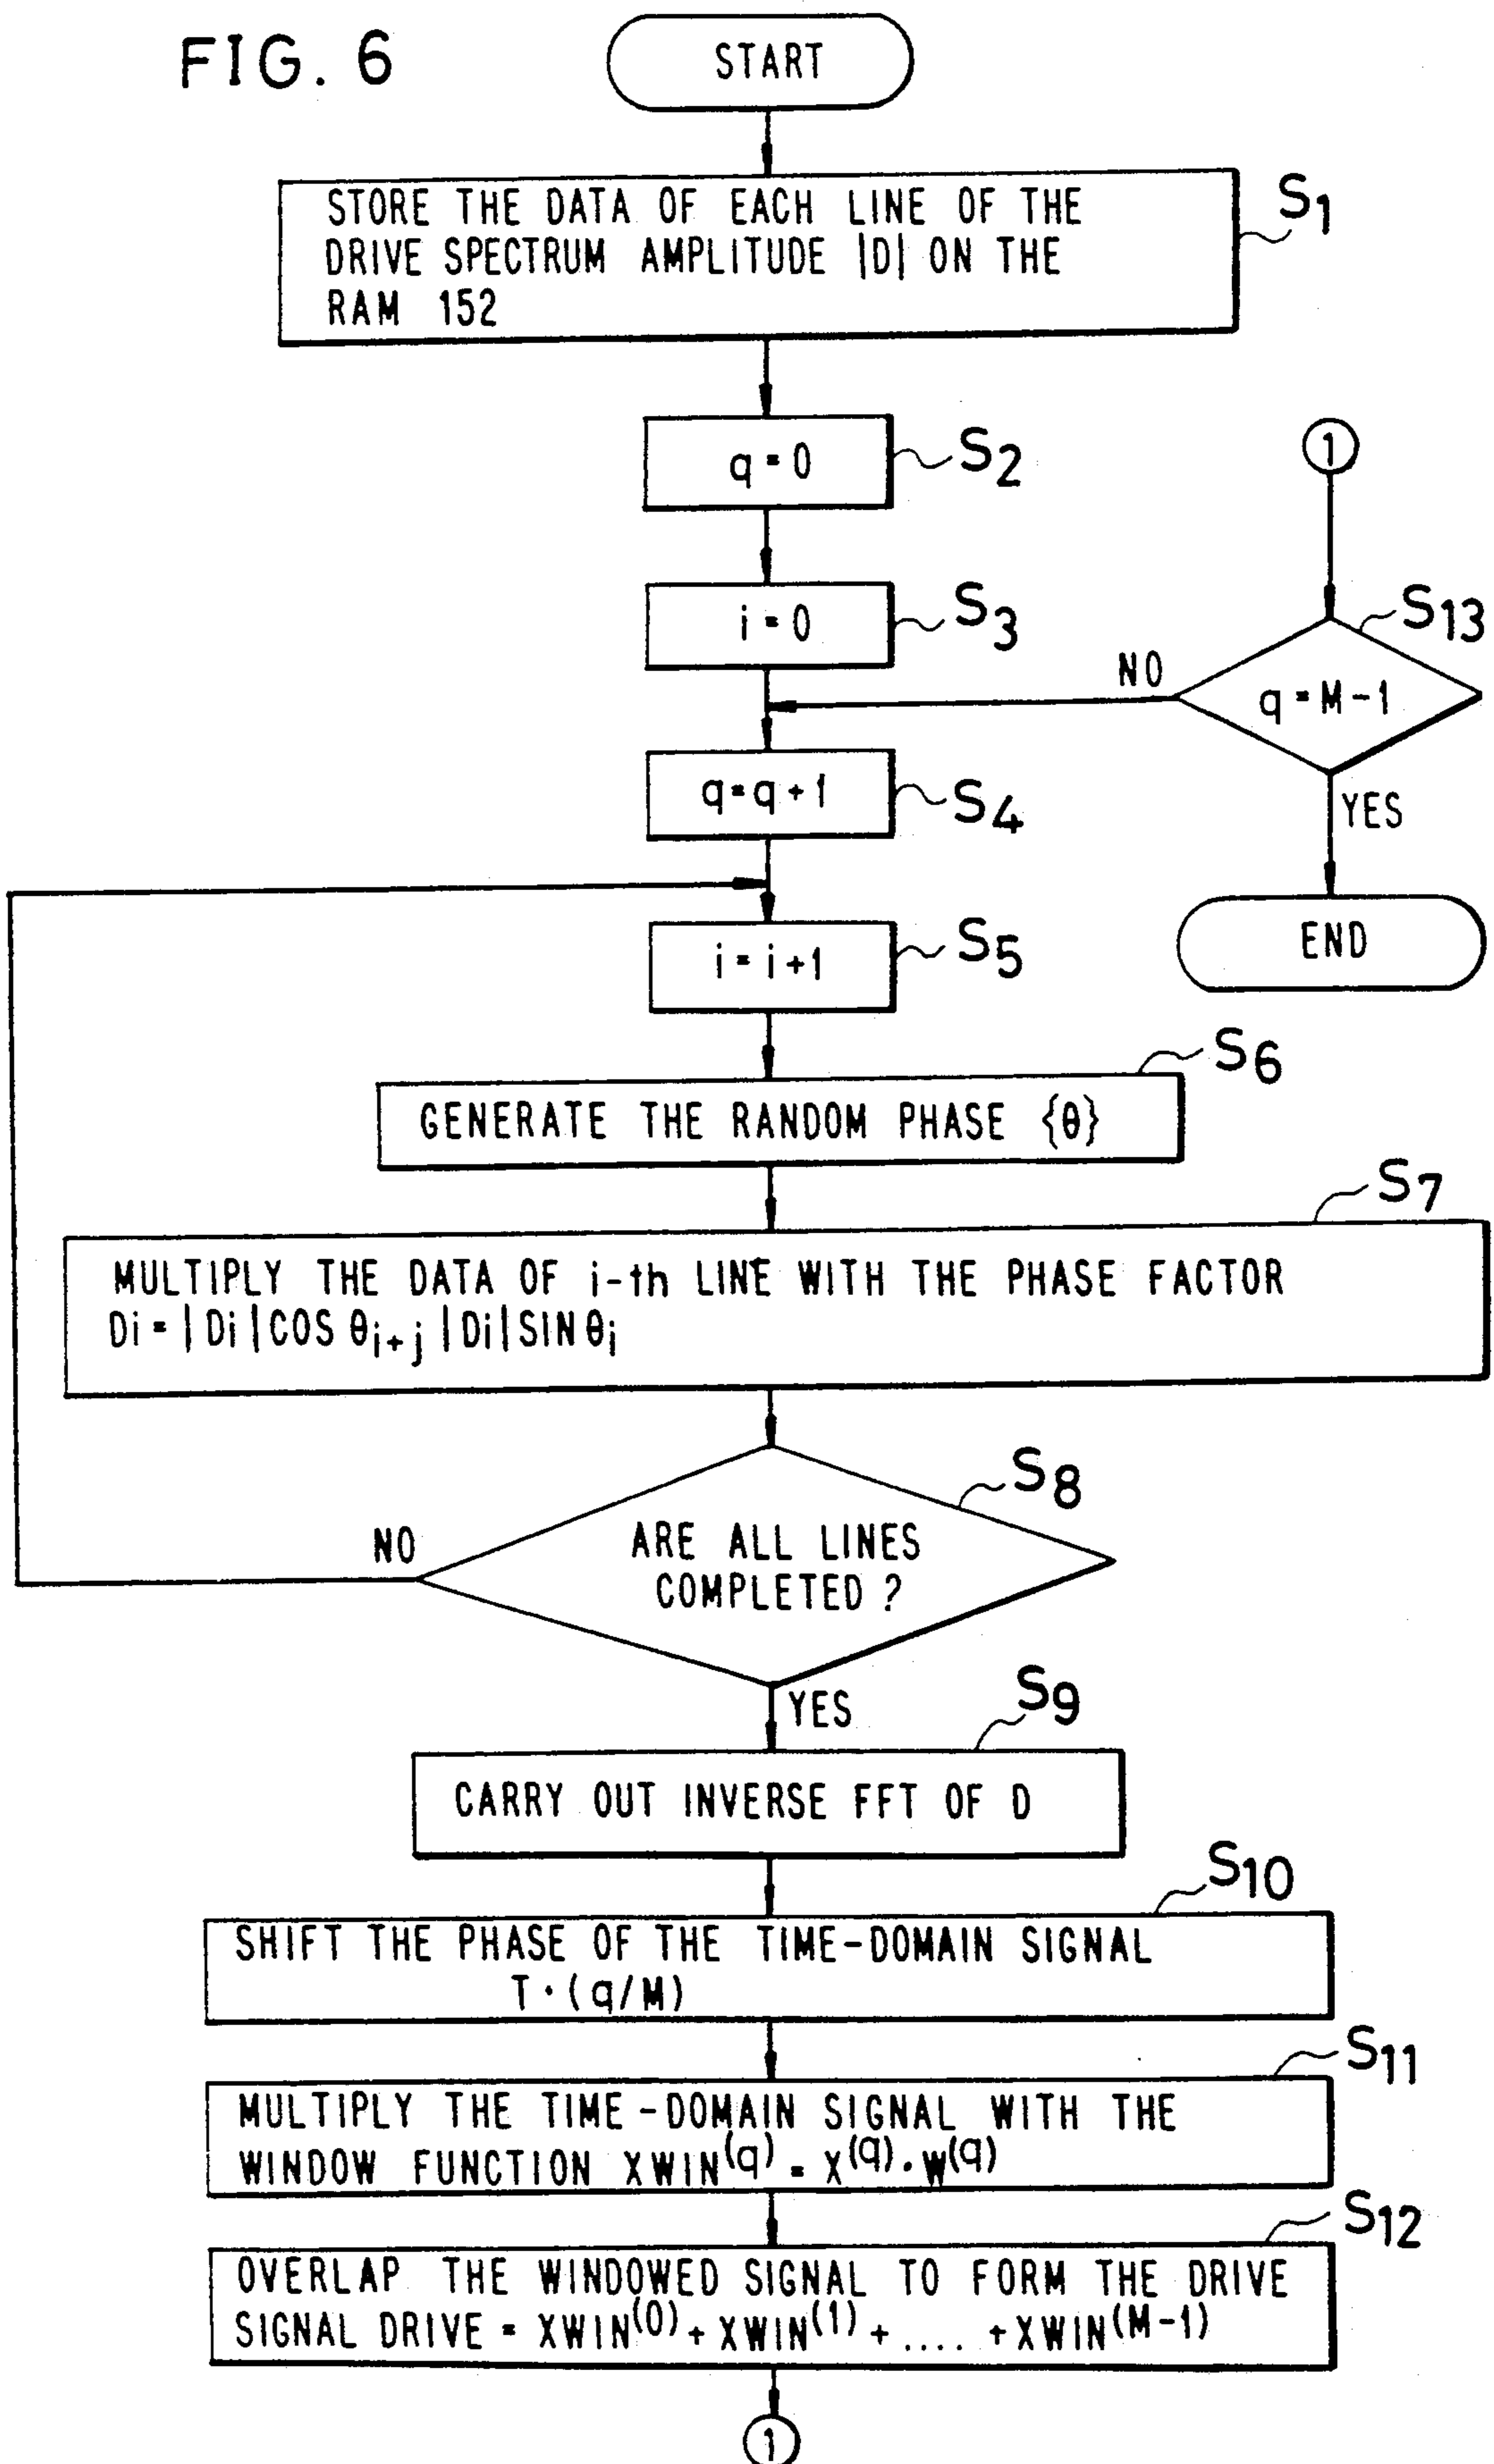 FIG. 6
START
STORE THE DATA OF EACH LINE OF THE
DRIVE SPECTRUM AMPLITUDE |D| ON THE
RAM 152
S1
q=0
S2
i=0
S3
q=q+1
S4
i=i+1
S5
GENERATE THE RANDOM PHASE {θ}
S6
MULTIPLY THE DATA OF i-th LINE WITH THE PHASE FACTOR
Di=|Di|COS θi+j|Di|SINθi
S7
ARE ALL LINES
COMPLETED?
S8
NO
YES
CARRY OUT INVERSE FFT OF D
S9
SHIFT THE PHASE OF THE TIME-DOMAIN SIGNAL
T·(q/M)
S10
MULTIPLY THE TIME-DOMAIN SIGNAL WITH THE
WINDOW FUNCTION XWIN(q)=X(q)·W(q)
S11
OVERLAP THE WINDOWED SIGNAL TO FORM THE DRIVE
SIGNAL DRIVE=XWIN(0)+XWIN(1)+....+XWIN(M-1)
S12
1
1
q=M-1
S13
NO
YES
END